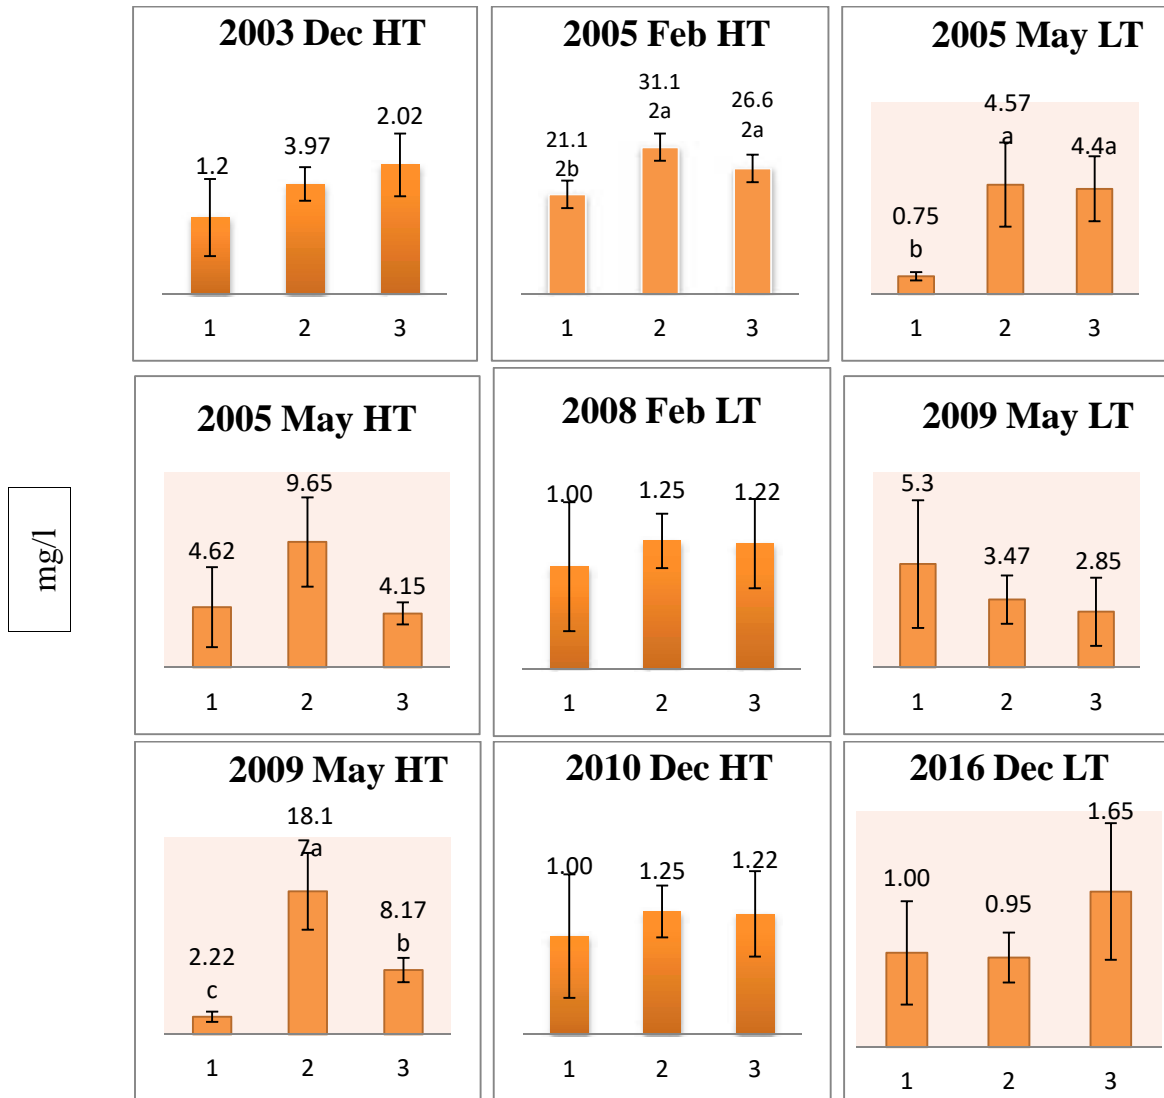 mg/l
2003 Dec HT
1.2
3.97
2.02
1
2
3
2005 Feb HT
21.1
2b
31.1
2a
26.6
2a
1
2
3
2005 May LT
0.75
b
4.57
a
4.4a
1
2
3
2005 May HT
4.62
9.65
4.15
1
2
3
2008 Feb LT
1.00
1.25
1.22
1
2
3
2009 May LT
5.3
3.47
2.85
1
2
3
2009 May HT
2.22
c
18.1
7a
8.17
b
1
2
3
2010 Dec HT
1.00
1.25
1.22
1
2
3
2016 Dec LT
1.00
0.95
1.65
1
2
3